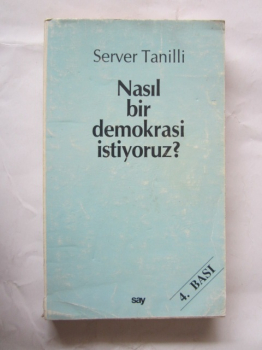 Server Tanilli
Nasıl
bir
demokrasi
istiyoruz?
4. BASI
say